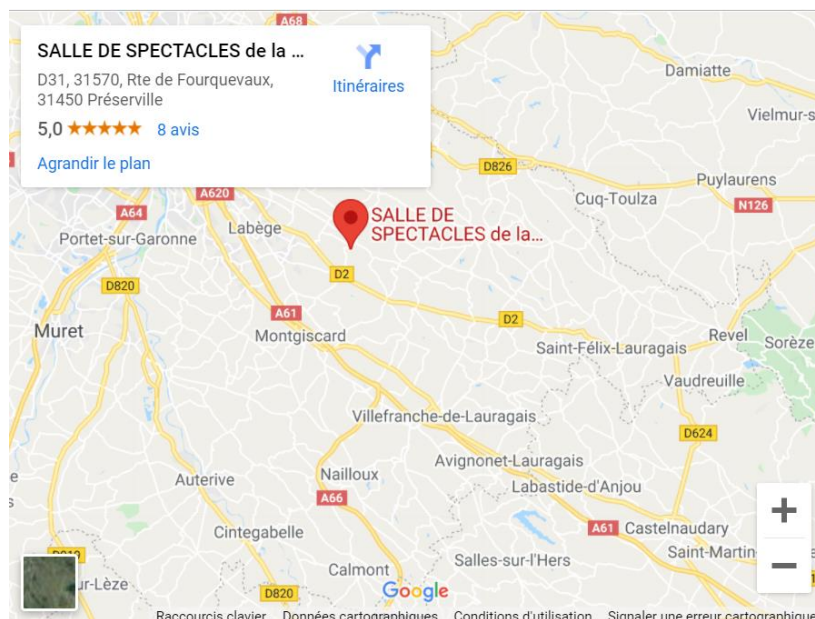 A68
SALLE DE SPECTACLES de la ...
Itinéraires
D31, 31570, Rte de Fourquevaux,
31450 Préserville
5,0 8 avis
Agrandir le plan
Damiatte
Vielmur-s
D826
Puylaurens
Cuq-Toulza
N126
A620
A64
Portet-sur-Garonne
Labège
SALLE DE
SPECTACLES de la...
D2
D820
A61
D2
Muret
Montgiscard
Revel
Sorèze
Saint-Félix-Lauragais
Vaudreuille
Villefranche-de-Lauragais
D624
Avignonet-Lauragais
Nailloux
Auterive
Labastide-d'Anjou
A66
+
Cintegabelle
A61
Castelnaudary
Saint-Martin-
Salles-sur-l'Hers
Calmont
−
ur-Lèze
D820
Google
Raccourcis clavier Données cartographiques Conditions d'utilisation Signaler une erreur cartographique